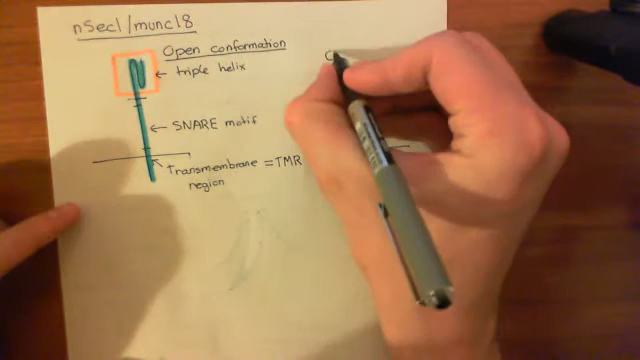 nSec1/munc18
Open conformation
← triple helix
← SNARE motif
Transmembrane = TMR
region